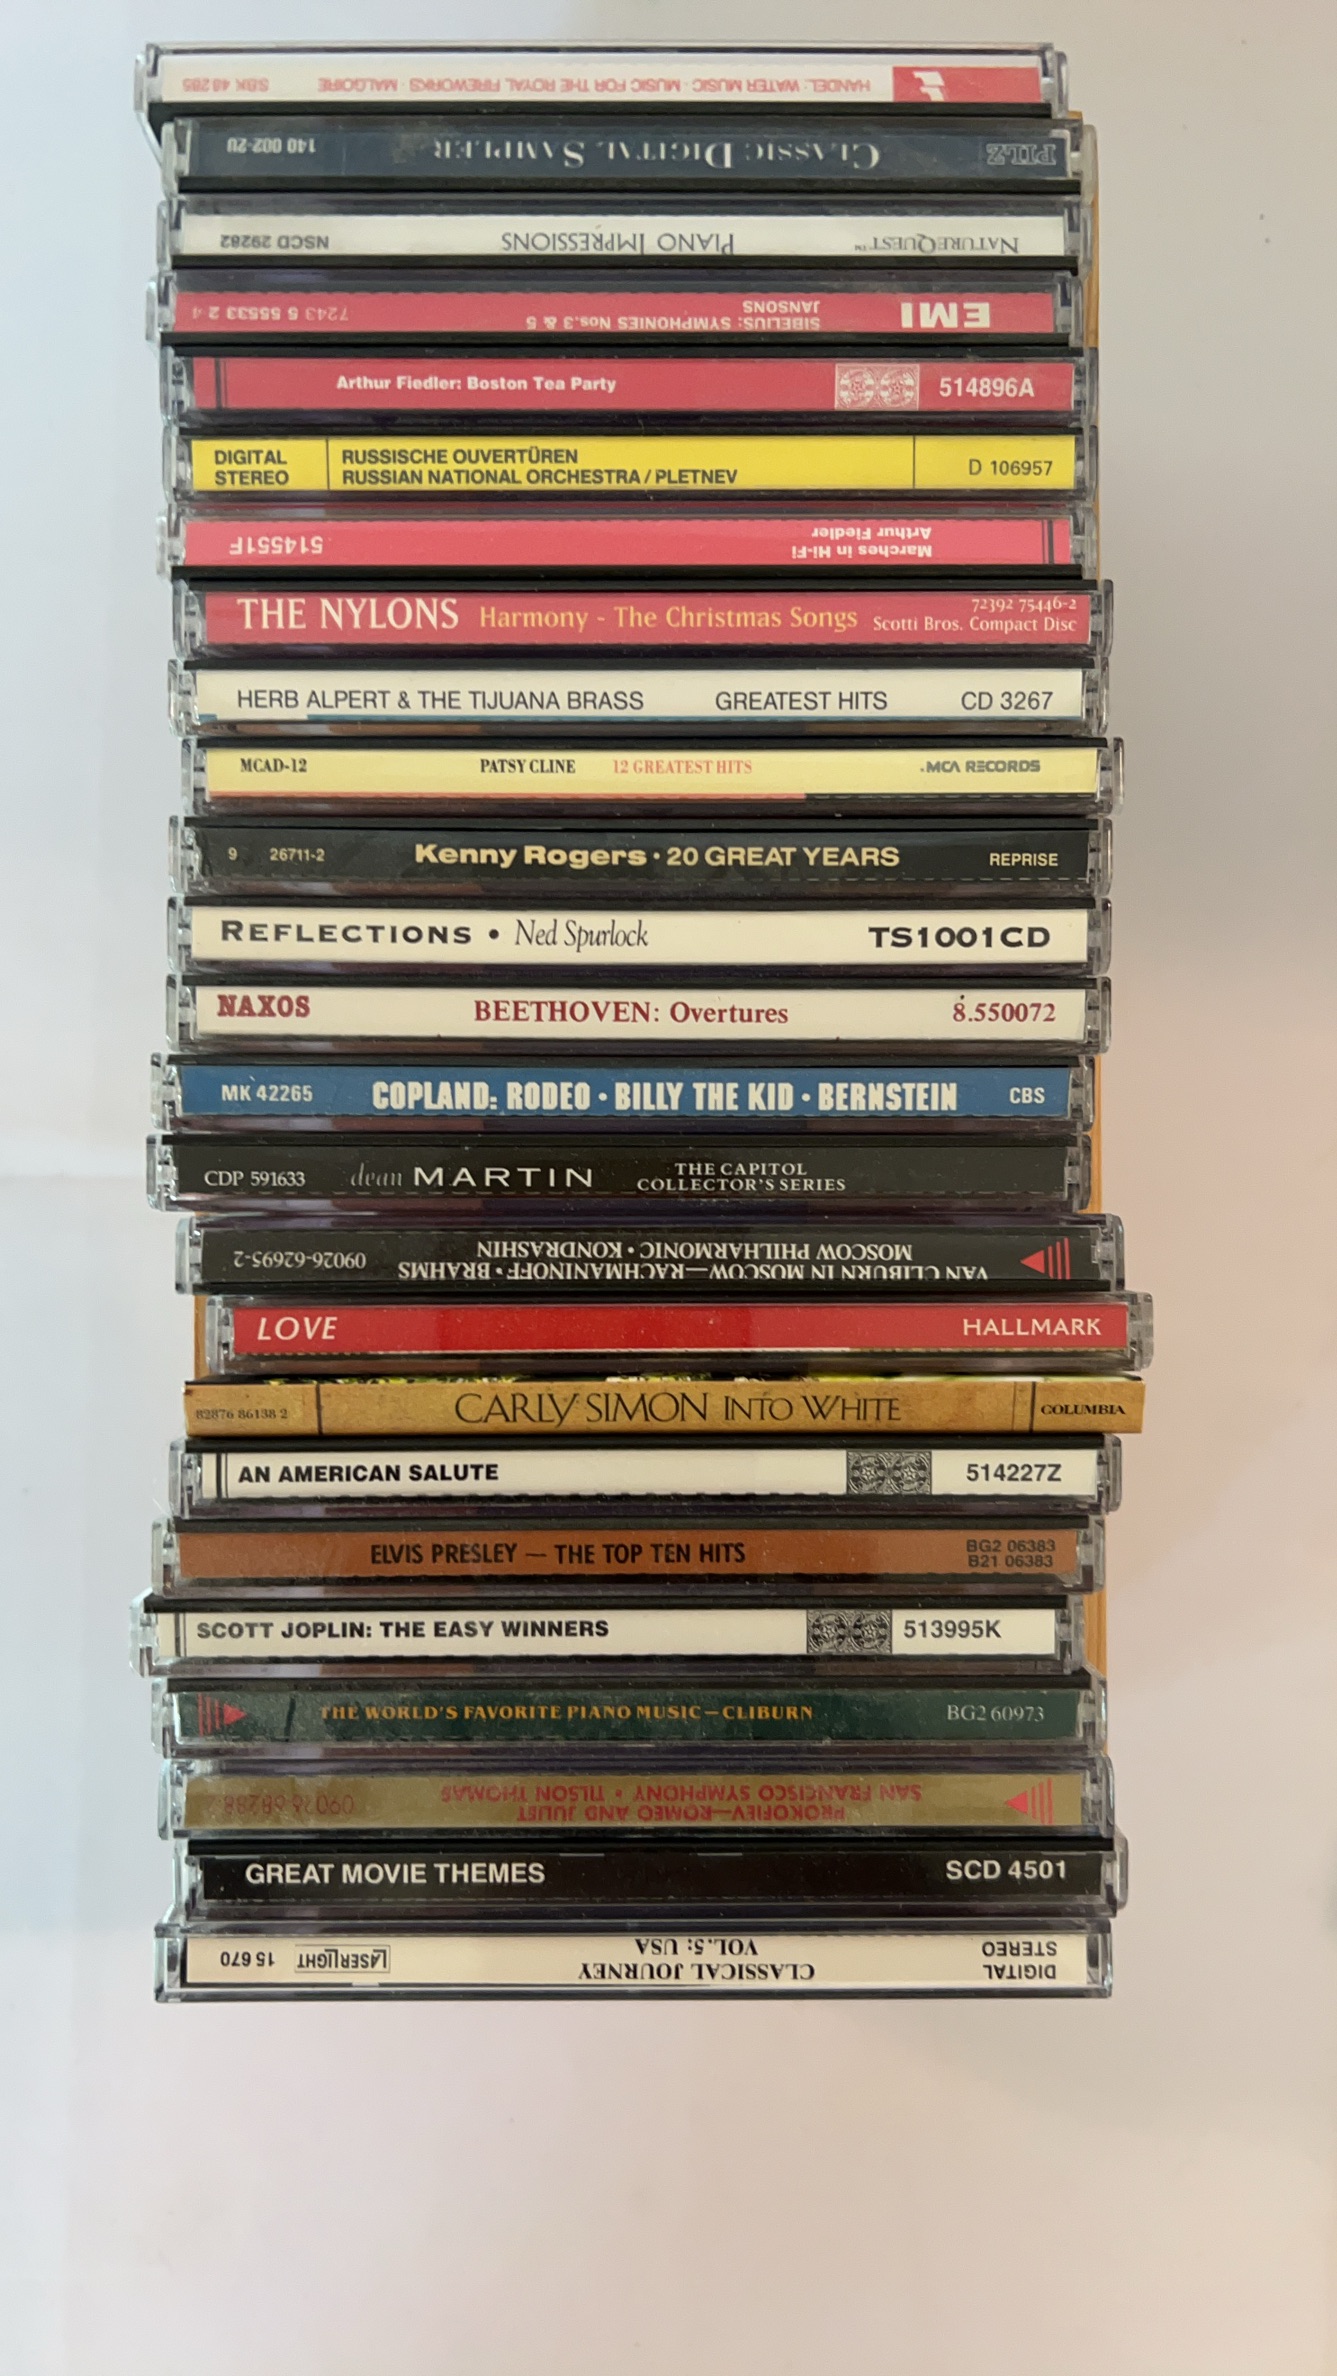 HANDEL: WATER MUSIC · MUSIC FOR THE ROYAL FIREWORKS · MALGOIRE SBK 48285
PILZ CLASSIC DIGITAL SAMPLER 140 002-20
NATUREQUEST™ PIANO IMPRESSIONS NSCD 29282
EMI SIBELIUS: SYMPHONIES Nos.3 & 5 7243 5 55533 2 4
JANSONS
Arthur Fiedler: Boston Tea Party 514896A
DIGITAL RUSSISCHE OUVERTÜREN D 106957
STEREO RUSSIAN NATIONAL ORCHESTRA / PLETNEV
Marches in Hi-Fi 514551F
Arthur Fiedler
THE NYLONS Harmony - The Christmas Songs 72392 75446-2
Scotti Bros. Compact Disc
HERB ALPERT & THE TIJUANA BRASS GREATEST HITS CD 3267
MCAD-12 PATSY CLINE 12 GREATEST HITS MCA RECORDS
9 26711-2 Kenny Rogers · 20 GREAT YEARS REPRISE
REFLECTIONS • Ned Spurlock TS1001CD
NAXOS BEETHOVEN: Overtures 8.550072
MK 42265 COPLAND: RODEO • BILLY THE KID • BERNSTEIN CBS
CDP 591633 dean MARTIN THE CAPITOL
COLLECTOR'S SERIES
VAN CLIBURN IN MOSCOW—RACHMANINOFF • BRAHMS 09026-62695-2
MOSCOW PHILHARMONIC • KONDRASHIN
LOVE HALLMARK
82876 86138 2 CARLY SIMON INTO WHITE COLUMBIA
AN AMERICAN SALUTE 514227Z
ELVIS PRESLEY — THE TOP TEN HITS BG2 06383
B21 06383
SCOTT JOPLIN: THE EASY WINNERS 513995K
THE WORLD'S FAVORITE PIANO MUSIC—CLIBURN BG2 60973
PROKOFIEV—ROMEO AND JULIET 09026 68288-2
SAN FRANCISCO SYMPHONY • TILSON THOMAS
GREAT MOVIE THEMES SCD 4501
DIGITAL CLASSICAL JOURNEY LASERLIGHT 15 670
STEREO VOL.5: USA